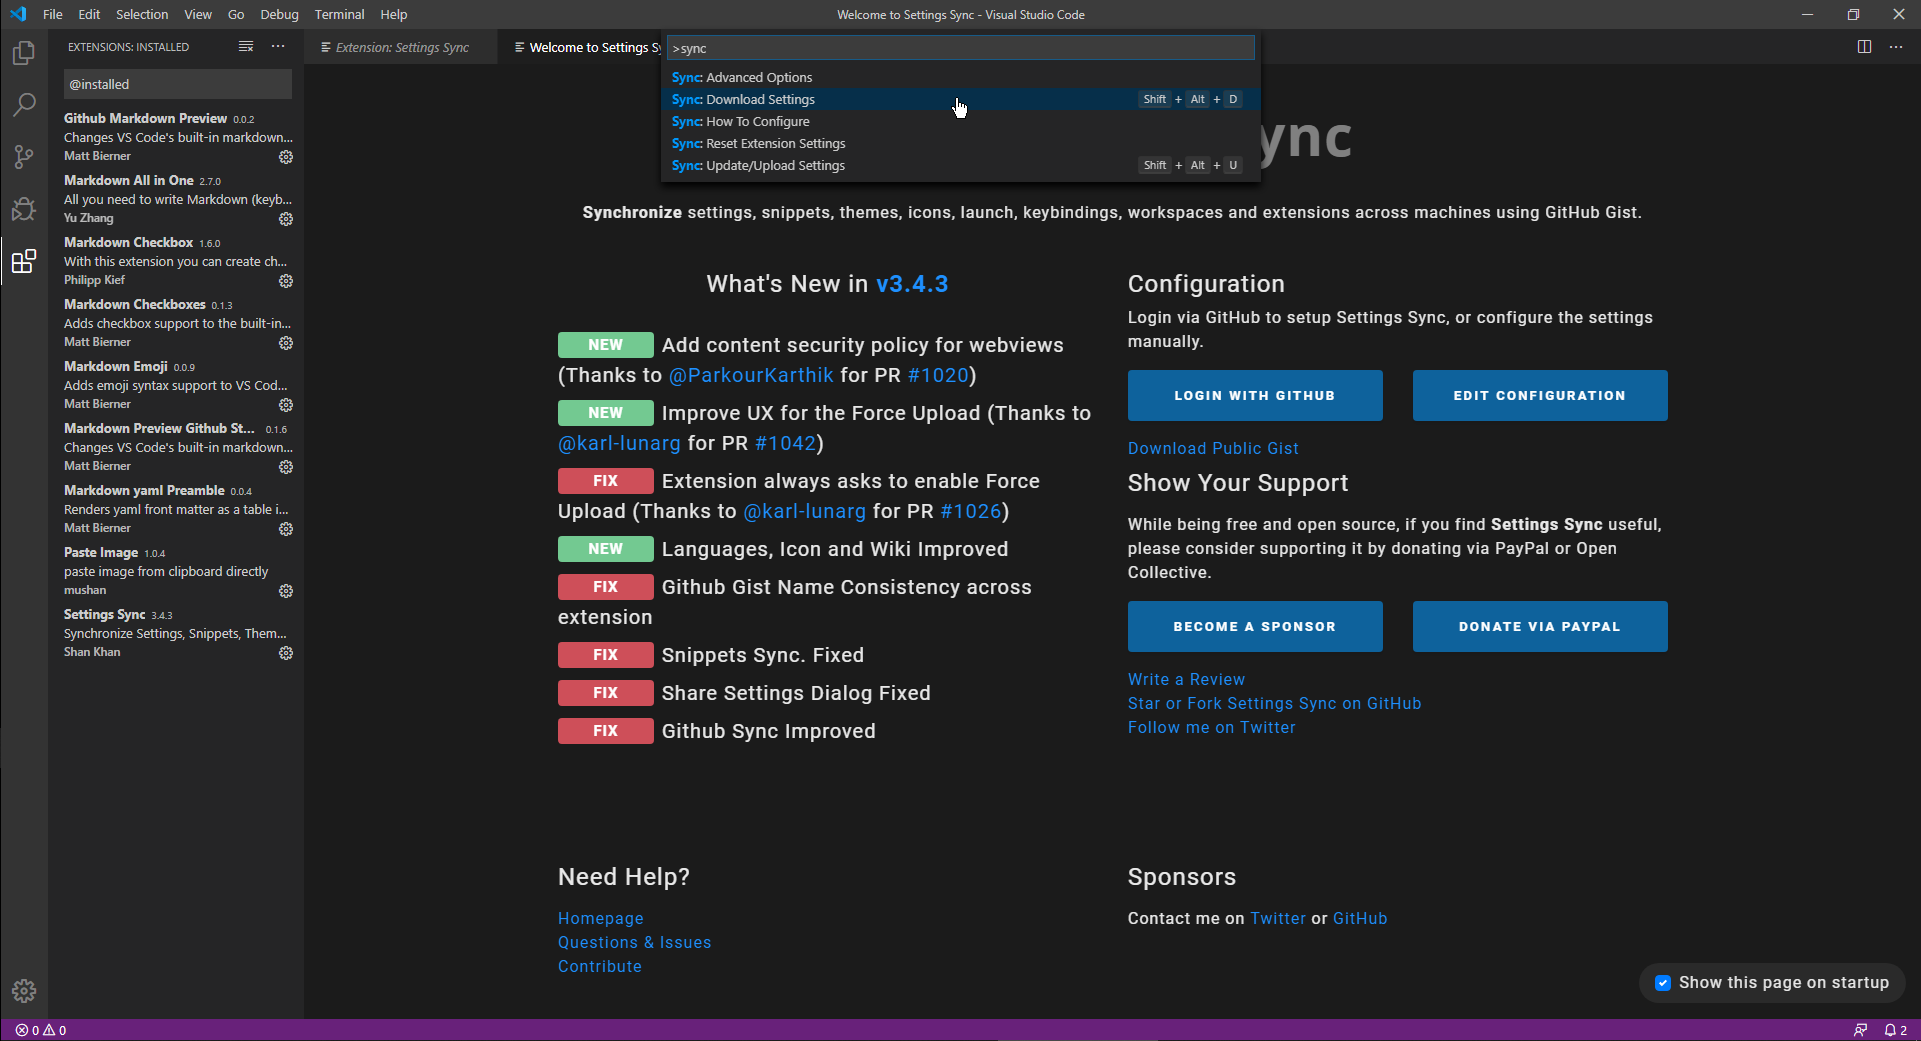 File Edit Selection View Go Debug Terminal Help
Welcome to Settings Sync - Visual Studio Code
EXTENSIONS: INSTALLED
@installed
Github Markdown Preview 0.0.2
Changes VS Code's built-in markdown...
Matt Bierner
Markdown All in One 2.7.0
All you need to write Markdown (keyb...
Yu Zhang
Markdown Checkbox 1.6.0
With this extension you can create ch...
Philipp Kief
Markdown Checkboxes 0.1.3
Adds checkbox support to the built-in...
Matt Bierner
Markdown Emoji 0.0.9
Adds emoji syntax support to VS Cod...
Matt Bierner
Markdown Preview Github St... 0.1.6
Changes VS Code's built-in markdown...
Matt Bierner
Markdown yaml Preamble 0.0.4
Renders yaml front matter as a table i...
Matt Bierner
Paste Image 1.0.4
paste image from clipboard directly
mushan
Settings Sync 3.4.3
Synchronize Settings, Snippets, Them...
Shan Khan
Extension: Settings Sync
Welcome to Settings Sy
>sync
Sync: Advanced Options
Sync: Download Settings Shift + Alt + D
Sync: How To Configure
Sync: Reset Extension Settings
Sync: Update/Upload Settings Shift + Alt + U
ync
Synchronize settings, snippets, themes, icons, launch, keybindings, workspaces and extensions across machines using GitHub Gist.
What's New in v3.4.3
NEW Add content security policy for webviews
(Thanks to @ParkourKarthik for PR #1020)
NEW Improve UX for the Force Upload (Thanks to
@karl-lunarg for PR #1042)
FIX Extension always asks to enable Force
Upload (Thanks to @karl-lunarg for PR #1026)
NEW Languages, Icon and Wiki Improved
FIX Github Gist Name Consistency across
extension
FIX Snippets Sync. Fixed
FIX Share Settings Dialog Fixed
FIX Github Sync Improved
Configuration
Login via GitHub to setup Settings Sync, or configure the settings
manually.
LOGIN WITH GITHUB
EDIT CONFIGURATION
Download Public Gist
Show Your Support
While being free and open source, if you find Settings Sync useful,
please consider supporting it by donating via PayPal or Open
Collective.
BECOME A SPONSOR
DONATE VIA PAYPAL
Write a Review
Star or Fork Settings Sync on GitHub
Follow me on Twitter
Need Help?
Homepage
Questions & Issues
Contribute
Sponsors
Contact me on Twitter or GitHub
Show this page on startup
0 0
2